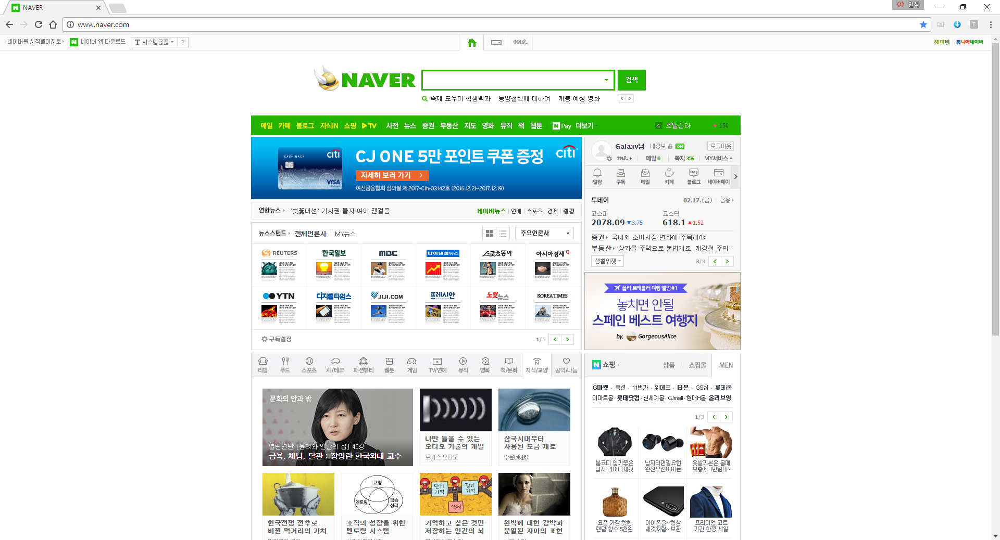 NAVER
민식
www.naver.com
네이버를 시작페이지로
네이버 앱 다운로드
T 시스템글꼴
?
me
해피빈
쥬니어네이버
NAVER
검색
숙제 도우미 학생백과 동양철학에 대하여 개봉 예정 영화
메일 카페 블로그 지식iN 쇼핑 TV 사전 뉴스 증권 부동산 지도 영화 뮤직 책 웹툰 N Pay 더보기
4 호텔신라 150
CASH BACK
citi
VISA
Platinum
CJ ONE 5만 포인트 쿠폰 증정
citi
자세히 보러 가기 >
여신금융협회 심의필 제 2017-C1h-03142호 (2016.12.21~2017.12.19)
Galaxy님 내정보 ON 로그아웃
me 메일 0 쪽지 356 MY서비스
알림 구독 메일 카페 블로그 네이버페이
연합뉴스 '벚꽃대선' 가시권 들자 여야 잰걸음
네이버뉴스 연예 스포츠 경제 랭킹
투데이 02.17.(금) 금융
코스피 코스닥
2078.09 ▼3.75 618.1 ▲1.52
증권 국내외 소비시장 변화에 주목해야
부동산 상가를 주택으로 불법개조, 개강철 주의…
생활위젯 3/3
뉴스스탠드 전체언론사 MY뉴스 주요언론사
REUTERS 한국일보 MBC 파이낸셜뉴스 스포츠동아 아시아경제
YTN 디지털타임스 JIJI.COM 프레시안 노컷뉴스 KOREA TIMES
구독설정 1/5
폴라 트래블러 여행 앨범 #1
놓치면 안될
스페인 베스트 여행지
by. GorgeousAlice
리빙 푸드 스포츠 차/테크 패션뷰티 웹툰 게임 TV/연예 뮤직 영화 책/문화 지식/교양 공익/나눔
N 쇼핑 상품 쇼핑몰 MEN
G마켓 · 옥션 · 11번가 · 위메프 · 티몬 · GS샵 · 롯데i몰
이마트몰 · 롯데닷컴 · 신세계몰 · CJmall · 현대H몰 · 올리브영
1/3
문화의 안과 밖
열린연단 [윤리와 인간의 삶] 45강
금욕, 체념, 달관 : 장영란 한국외대 교수
나만 들을 수 있는
오디오 기술의 개발
포커스 오디오
삼국시대부터
사용된 도금 재료
수은(水銀)
봄코디 입기좋은
남자 라이더재킷
남자라면필요한
완전무선이어폰
옷발기본은 몸매
보충제 1만원대~
코칭
멘토링
학습
심리
단기
기억
장기
기억
삭제
한국전쟁 전후로
바뀐 먹거리의 가치
조직의 성장을 위한
멘토링 시스템
기억하고 싶은 것만
저장하는 인간의 뇌
완벽에 대한 강박과
분열된 자아의 표현
요즘 가장 핫한
랜덤 향수 5천원
아이폰을~ 항상
새것처럼~ 보관
프리미엄 코트
기간 한정 세일